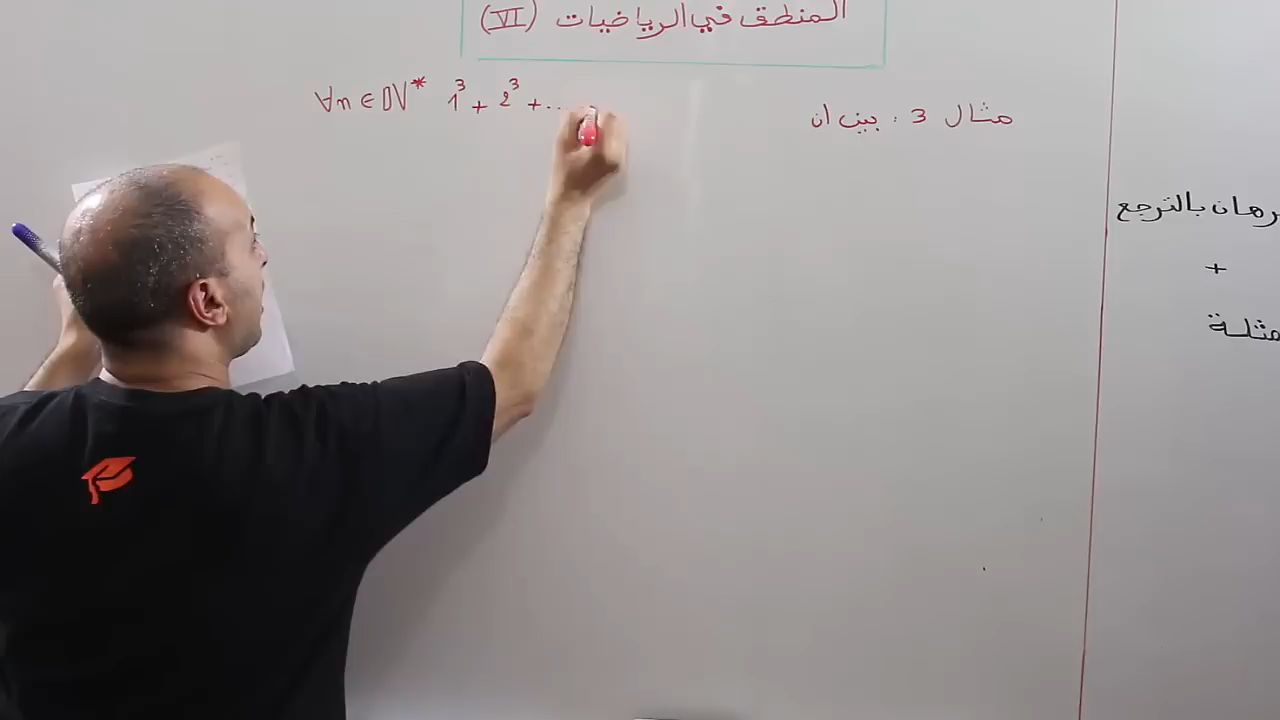 المنطق في الرياضيات (VI)
مثال 3 : بين ان
∀n ∈ ℕ* 1³ + 2³ + ...
رهان بالترجع
+
مثلة